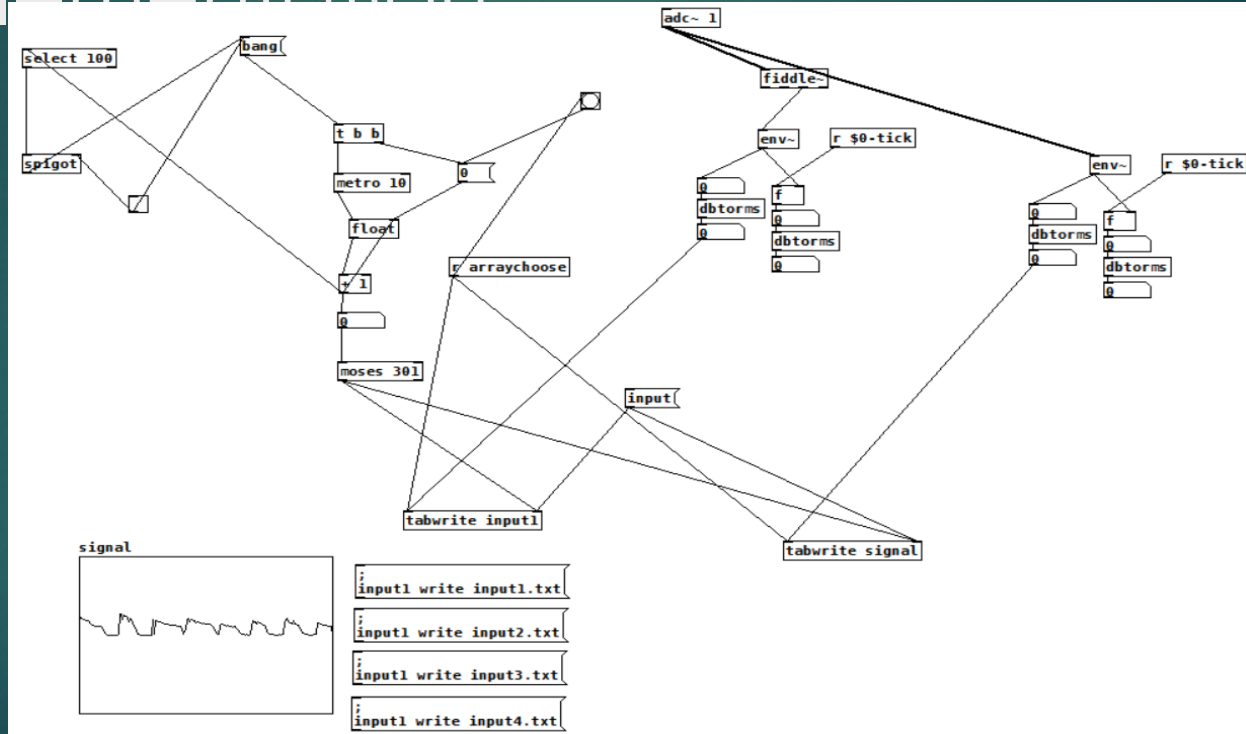 adc~ 1
select 100
bang
fiddle~
t b b
env~
r $0-tick
spigot
0
metro 10
env~
r $0-tick
0
f
dbtorms
0
dbtorms
0
0
float
0
f
dbtorms
0
dbtorms
0
0
r arraychoose
+ 1
0
moses 301
input
tabwrite input1
tabwrite signal
signal
;
input1 write input1.txt
;
input1 write input2.txt
;
input1 write input3.txt
;
input1 write input4.txt